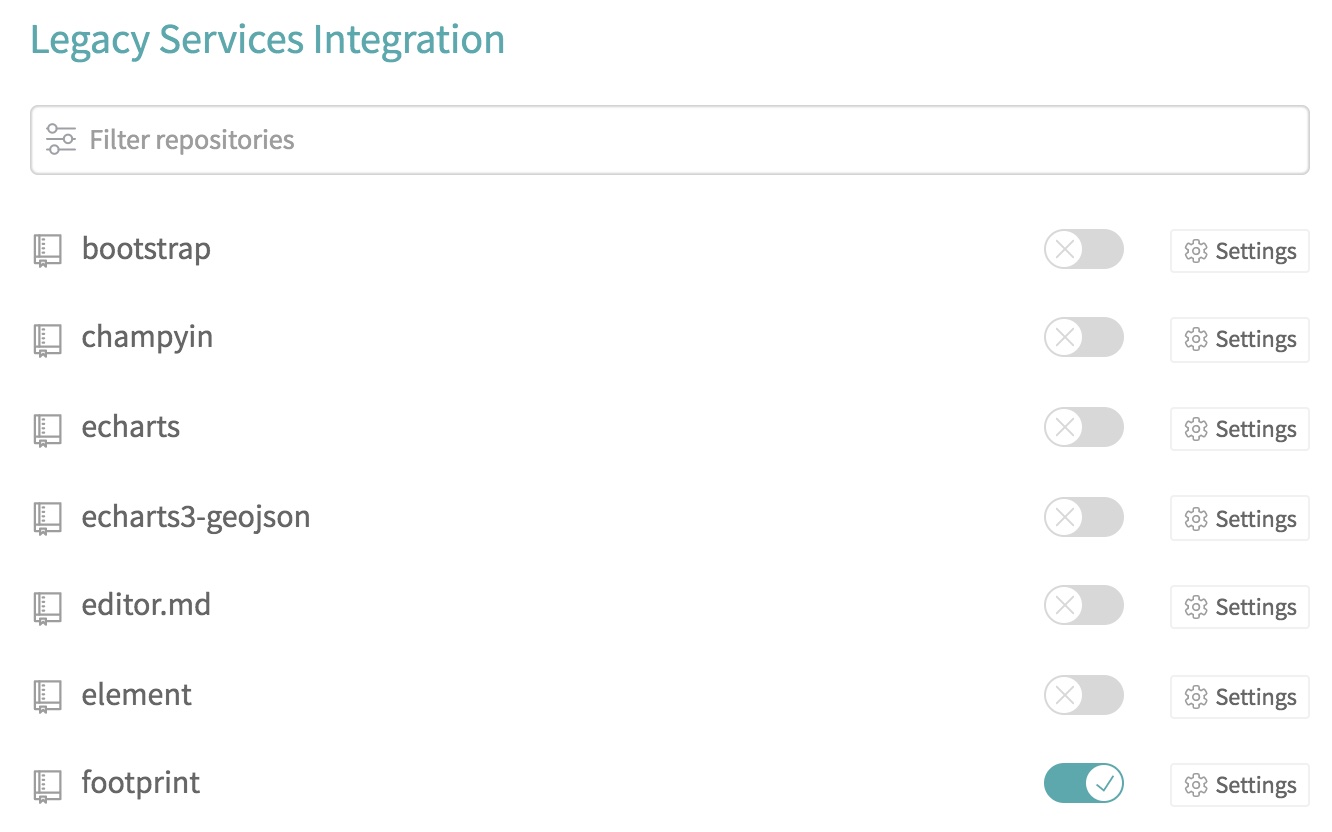 Legacy Services Integration
Filter repositories
bootstrap Settings
champyin Settings
echarts Settings
echarts3-geojson Settings
editor.md Settings
element Settings
footprint Settings